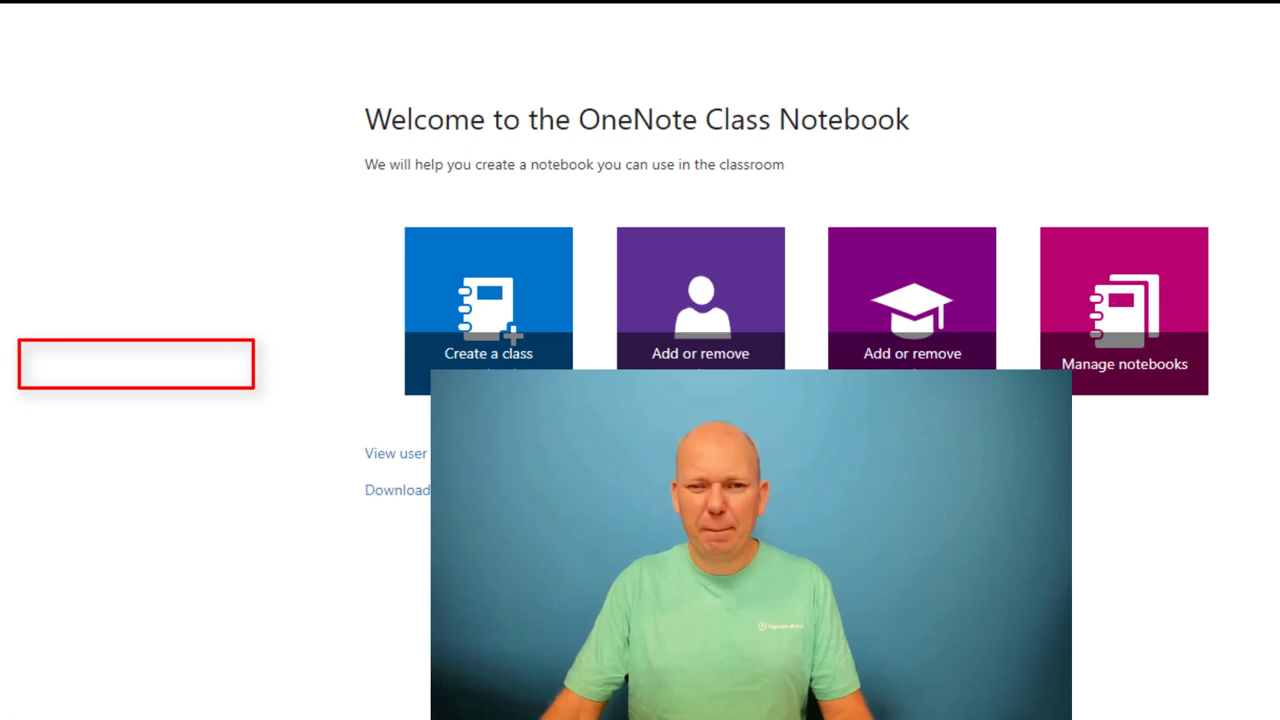 Welcome to the OneNote Class Notebook
We will help you create a notebook you can use in the classroom
Create a class
Add or remove
Add or remove
Manage notebooks
View user
Download